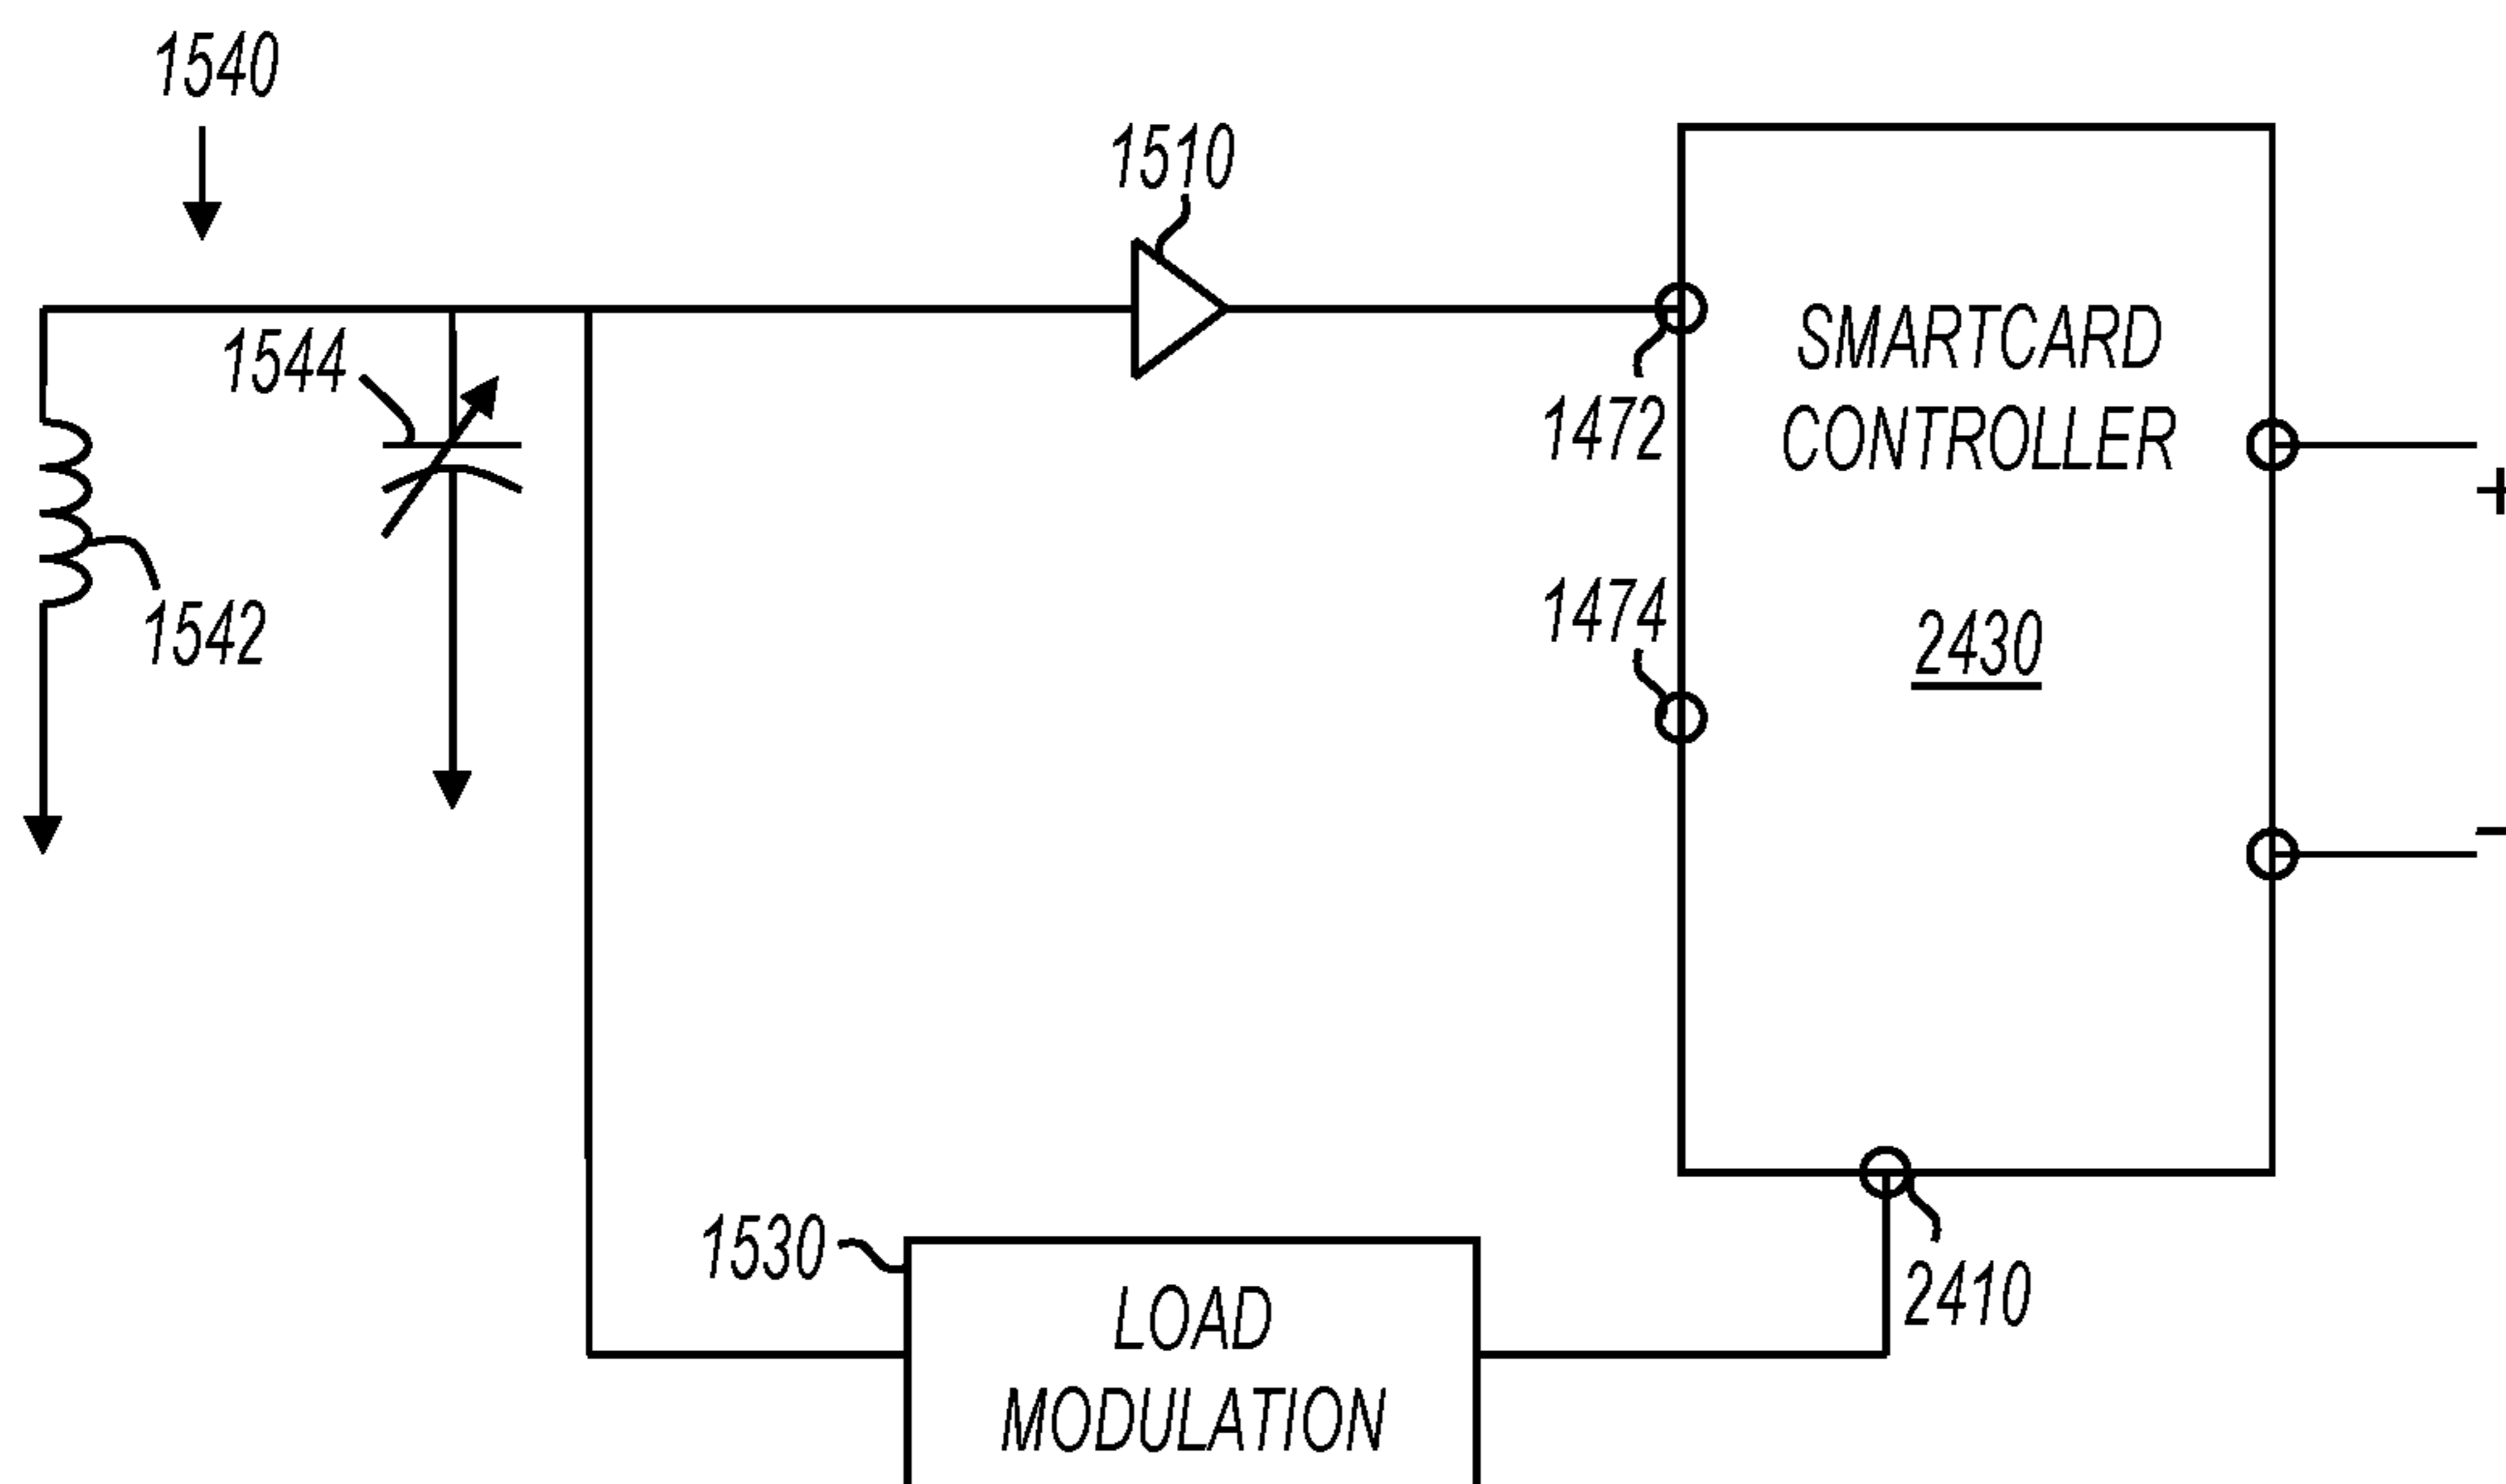 1540
1510
1544
1472
SMARTCARD
CONTROLLER
+
1474
1542
2430
-
1530
2410
LOAD
MODULATION